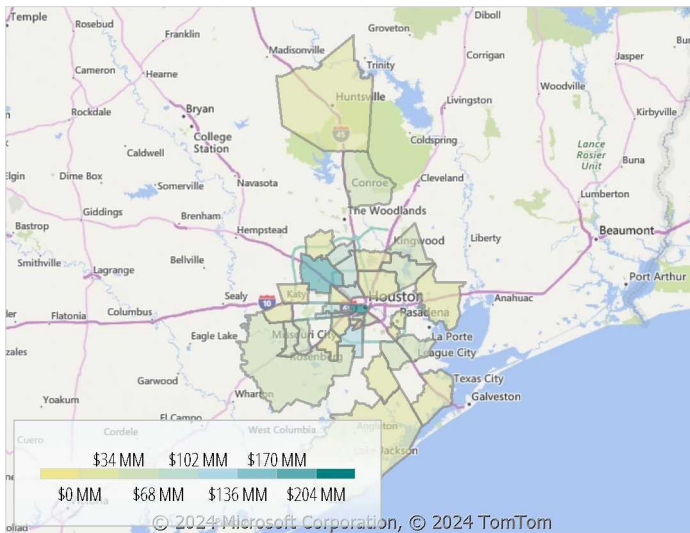 Temple
Rosebud
Franklin
Groveton
Diboll
Madisonville
Trinity
Corrigan
Jasper
Cameron
Hearne
Huntsville
Livingston
Woodville
Rockdale
Bryan
Kirbyville
College
Station
45
Coldspring
Caldwell
Lance
Rosier
Unit
Buna
Elgin
Dime Box
Somerville
Navasota
Conroe
Cleveland
Lumberton
Giddings
Brenham
The Woodlands
Bastrop
Hempstead
Kingwood
Liberty
Beaumont
Smithville
Bellville
Lagrange
Port Arthur
10
Sealy
Katy
Houston
Anahuac
Flatonia
Columbus
Pasadena
Eagle Lake
Missouri City
La Porte
Rosenberg
League City
Garwood
Wharton
Texas City
Yoakum
Galveston
El Campo
Cuero
Cordele
West Columbia
Angleton
Lake Jackson
$34 MM $102 MM $170 MM
$0 MM $68 MM $136 MM $204 MM
© 2024 Microsoft Corporation, © 2024 TomTom